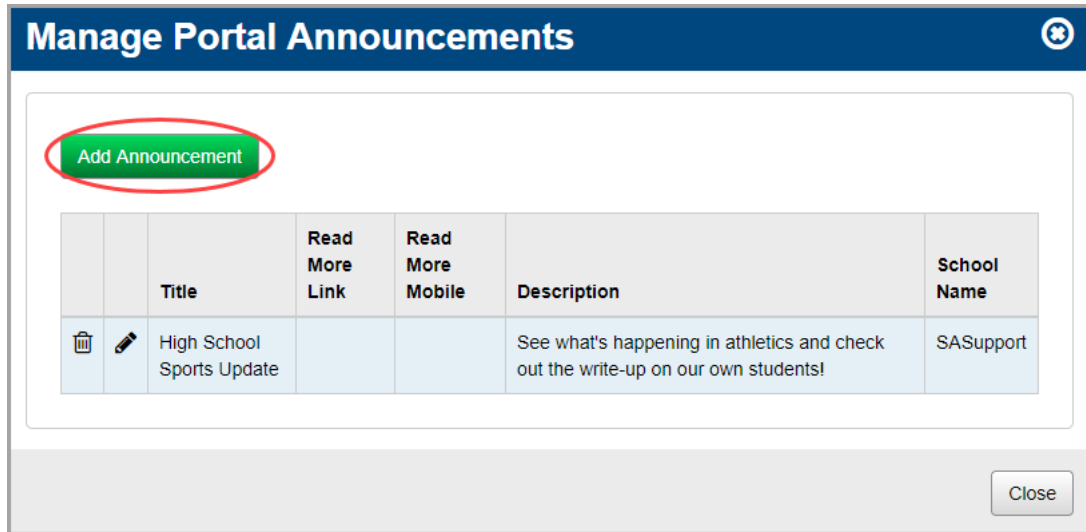 Manage Portal Announcements
Add Announcement
Title
Read
More
Link
Read
More
Mobile
Description
School
Name
High School
Sports Update
See what's happening in athletics and check
out the write-up on our own students!
SASupport
Close